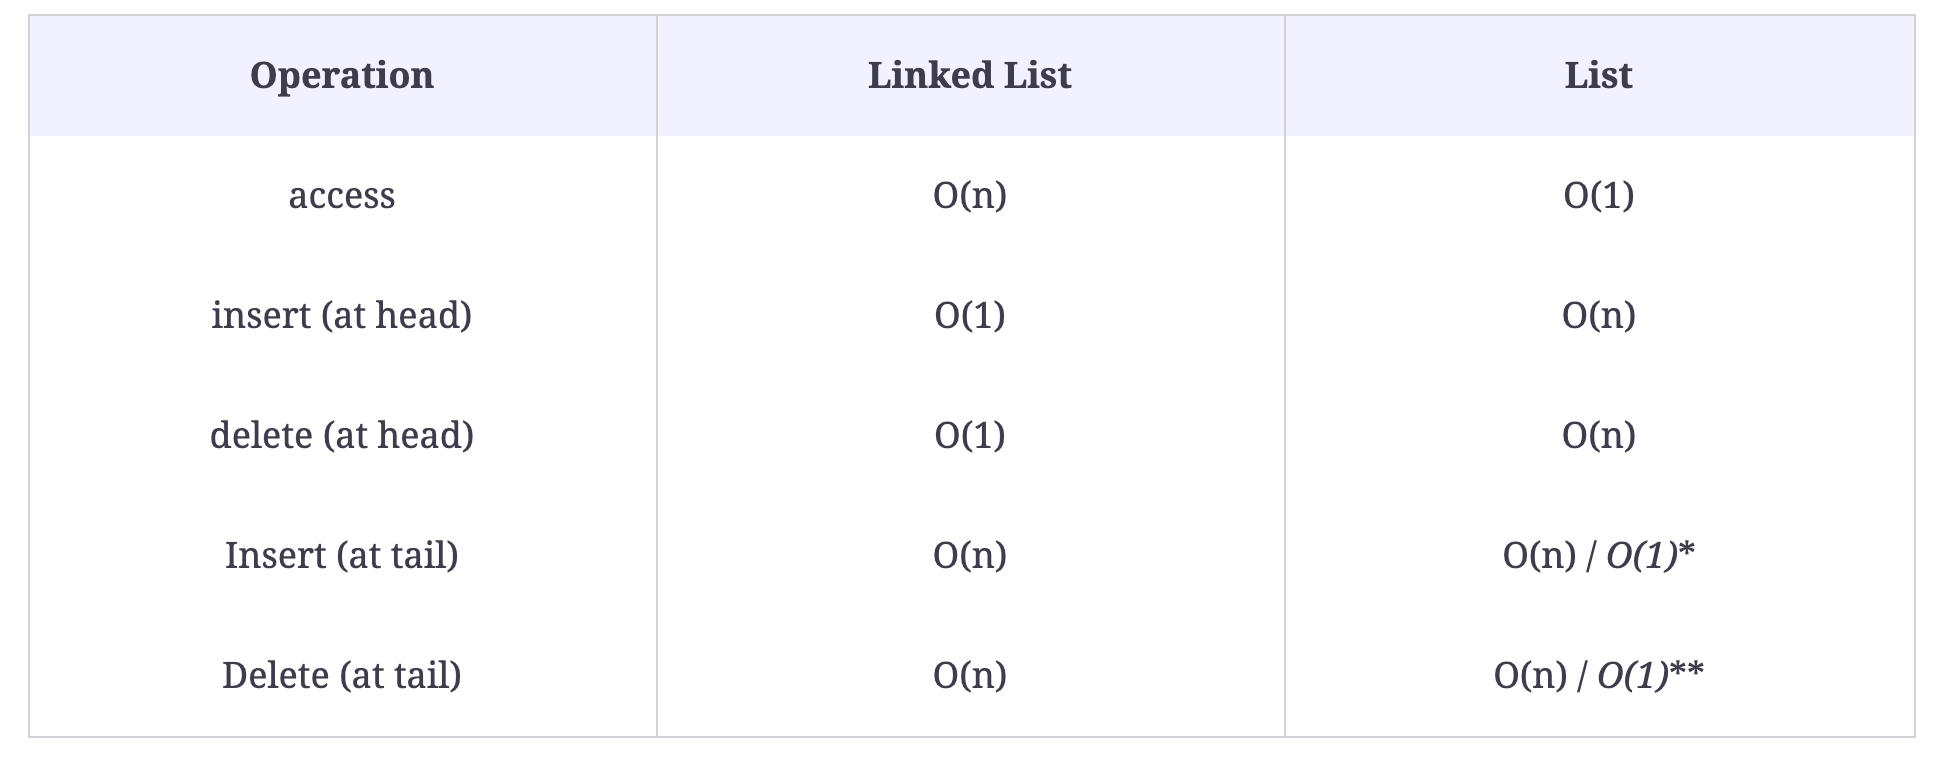 Operation Linked List List
access O(n) O(1)
insert (at head) O(1) O(n)
delete (at head) O(1) O(n)
Insert (at tail) O(n) O(n) / O(1)*
Delete (at tail) O(n) O(n) / O(1)**